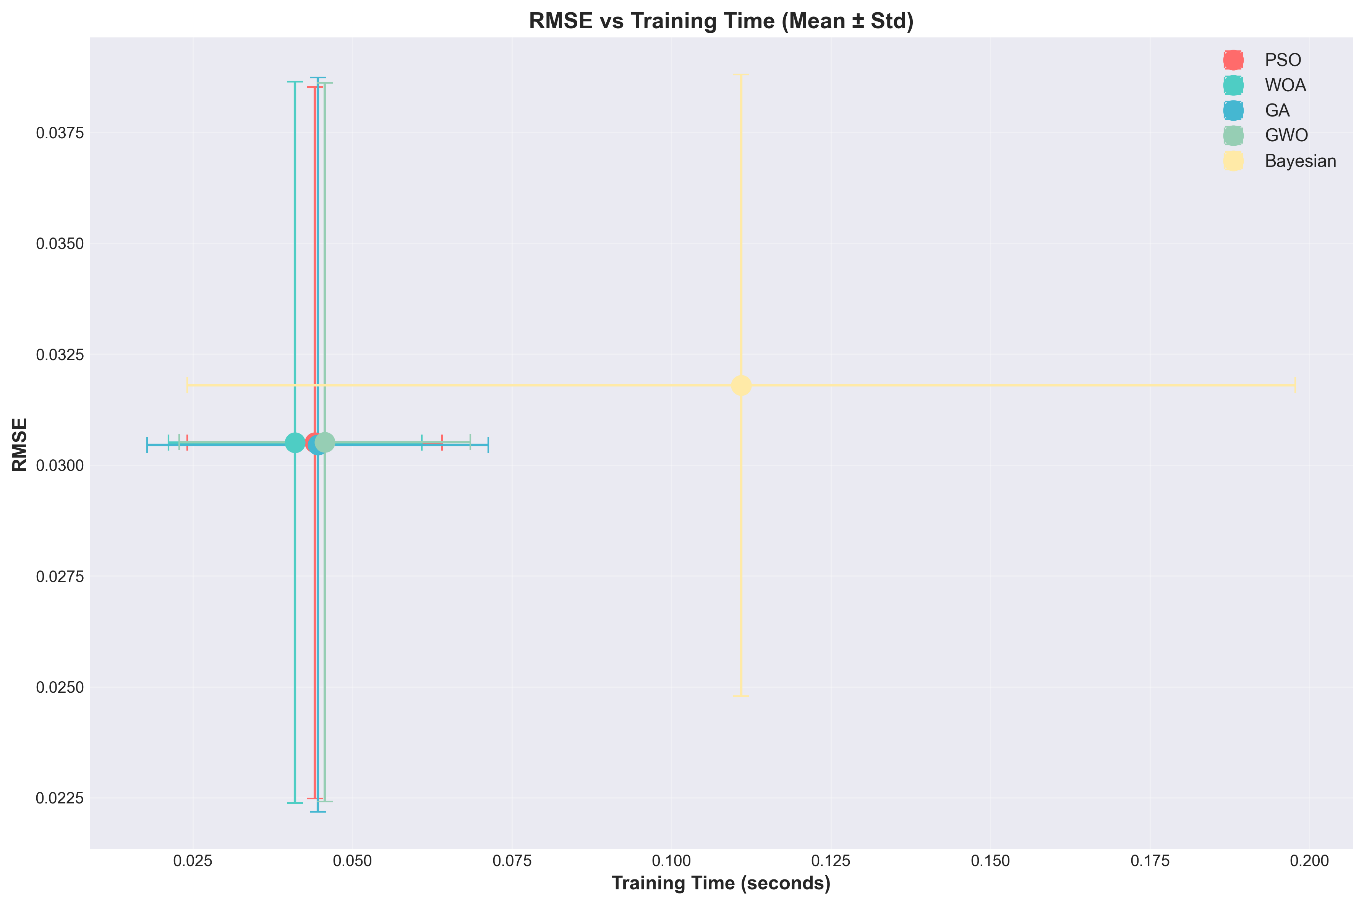 RMSE vs Training Time (Mean ± Std)
PSO
WOA
GA
GWO
Bayesian
0.0375
0.0350
0.0325
0.0300
0.0275
0.0250
0.0225
RMSE
0.025 0.050 0.075 0.100 0.125 0.150 0.175 0.200
Training Time (seconds)